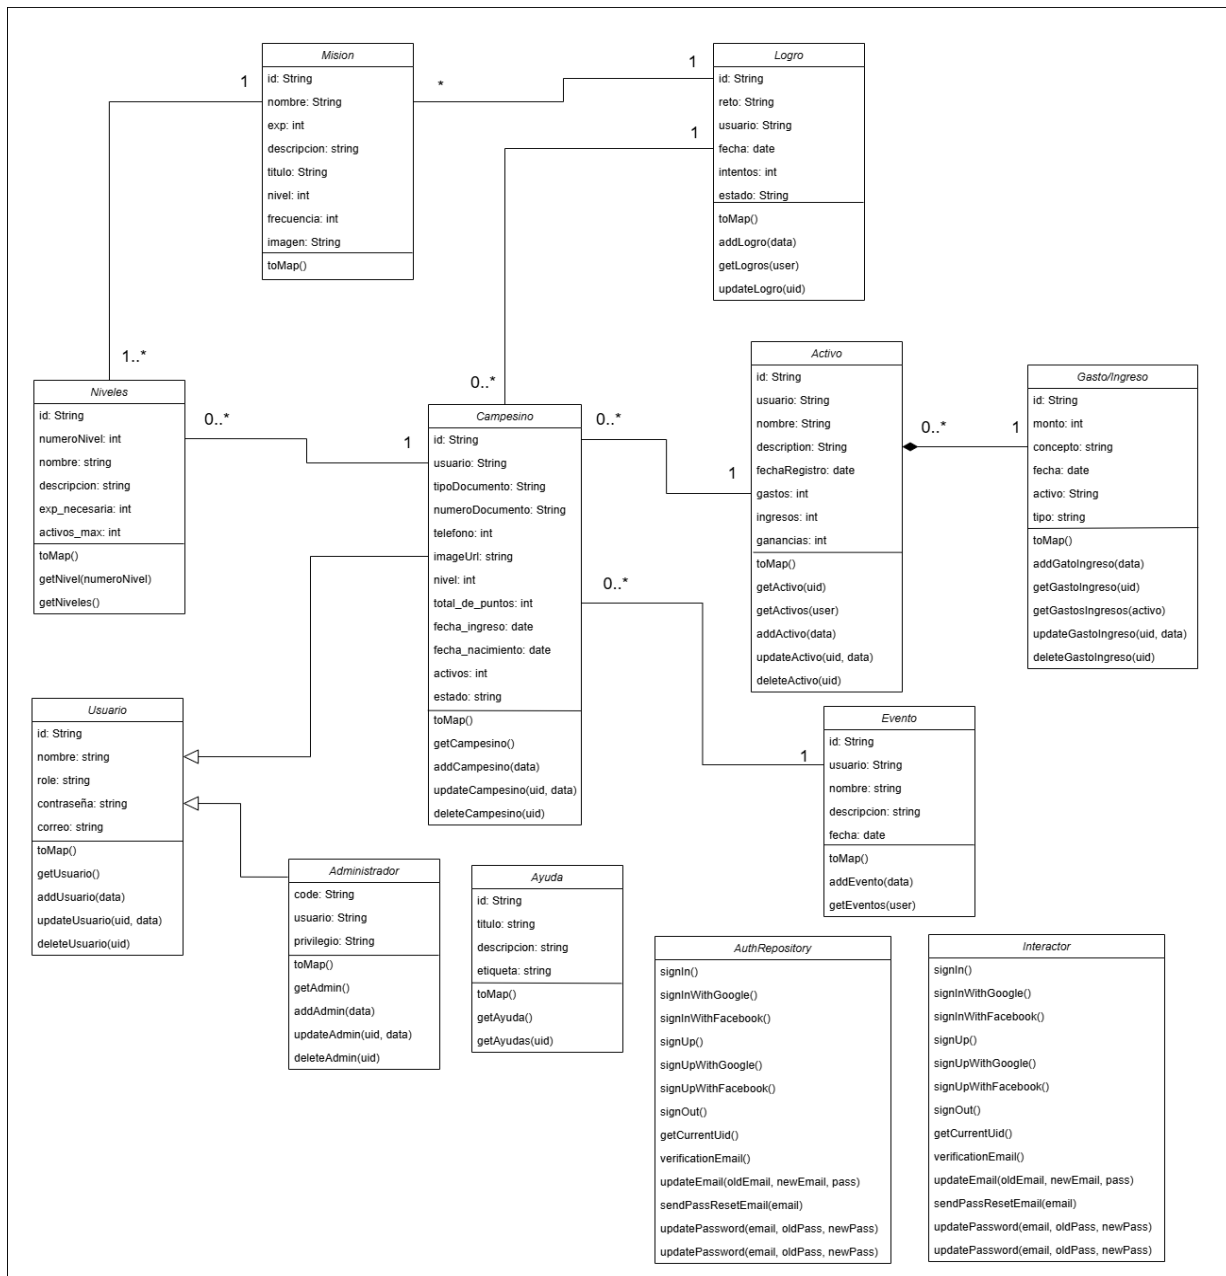 Mision
id: String
nombre: String
exp: int
descripcion: string
titulo: String
nivel: int
frecuencia: int
imagen: String
toMap()
1
*
1
1
Logro
id: String
reto: String
usuario: String
fecha: date
intentos: int
estado: String
toMap()
addLogro(data)
getLogros(user)
updateLogro(uid)
1..*
Niveles
id: String
numeroNivel: int
nombre: string
descripcion: string
exp_necesaria: int
activos_max: int
toMap()
getNivel(numeroNivel)
getNiveles()
0..*
1
0..*
Campesino
id: String
usuario: String
tipoDocumento: String
numeroDocumento: String
telefono: int
imageUrl: string
nivel: int
total_de_puntos: int
fecha_ingreso: date
fecha_nacimiento: date
activos: int
estado: string
toMap()
getCampesino()
addCampesino(data)
updateCampesino(uid, data)
deleteCampesino(uid)
0..*
1
0..*
1
Activo
id: String
usuario: String
nombre: String
description: String
fechaRegistro: date
gastos: int
ingresos: int
ganancias: int
toMap()
getActivo(uid)
getActivos(user)
addActivo(data)
updateActivo(uid, data)
deleteActivo(uid)
0..*
1
Gasto/Ingreso
id: String
monto: int
concepto: string
fecha: date
activo: String
tipo: string
toMap()
addGatoIngreso(data)
getGastoIngreso(uid)
getGastosIngresos(activo)
updateGastoIngreso(uid, data)
deleteGastoIngreso(uid)
Usuario
id: String
nombre: string
role: string
contraseña: string
correo: string
toMap()
getUsuario()
addUsuario(data)
updateUsuario(uid, data)
deleteUsuario(uid)
Evento
id: String
usuario: String
nombre: string
descripcion: string
fecha: date
toMap()
addEvento(data)
getEventos(user)
Administrador
code: String
usuario: String
privilegio: String
toMap()
getAdmin()
addAdmin(data)
updateAdmin(uid, data)
deleteAdmin(uid)
Ayuda
id: String
titulo: string
descripcion: string
etiqueta: string
toMap()
getAyuda()
getAyudas(uid)
AuthRepository
signIn()
signInWithGoogle()
signInWithFacebook()
signUp()
signUpWithGoogle()
signUpWithFacebook()
signOut()
getCurrentUid()
verificationEmail()
updateEmail(oldEmail, newEmail, pass)
sendPassResetEmail(email)
updatePassword(email, oldPass, newPass)
updatePassword(email, oldPass, newPass)
Interactor
signIn()
signInWithGoogle()
signInWithFacebook()
signUp()
signUpWithGoogle()
signUpWithFacebook()
signOut()
getCurrentUid()
verificationEmail()
updateEmail(oldEmail, newEmail, pass)
sendPassResetEmail(email)
updatePassword(email, oldPass, newPass)
updatePassword(email, oldPass, newPass)